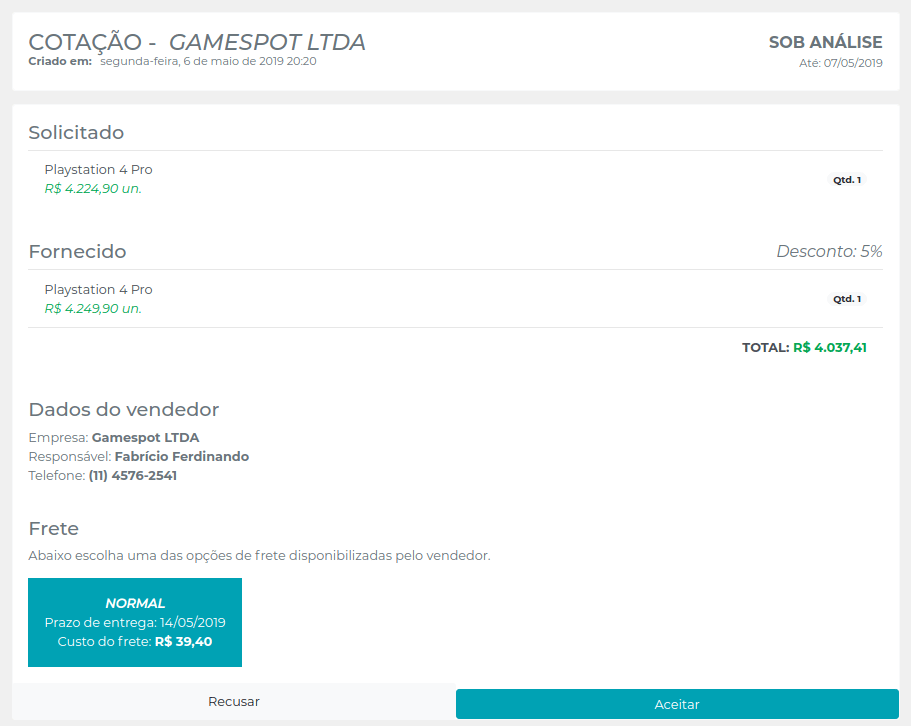 COTAÇÃO - GAMESPOT LTDA
Criado em: segunda-feira, 6 de maio de 2019 20:20
SOB ANÁLISE
Até: 07/05/2019
Solicitado
Playstation 4 Pro
R$ 4.224,90 un.
Qtd. 1
Fornecido
Desconto: 5%
Playstation 4 Pro
R$ 4.249,90 un.
Qtd. 1
TOTAL: R$ 4.037,41
Dados do vendedor
Empresa: Gamespot LTDA
Responsável: Fabrício Ferdinando
Telefone: (11) 4576-2541
Frete
Abaixo escolha uma das opções de frete disponibilizadas pelo vendedor.
NORMAL
Prazo de entrega: 14/05/2019
Custo do frete: R$ 39,40
Recusar
Aceitar